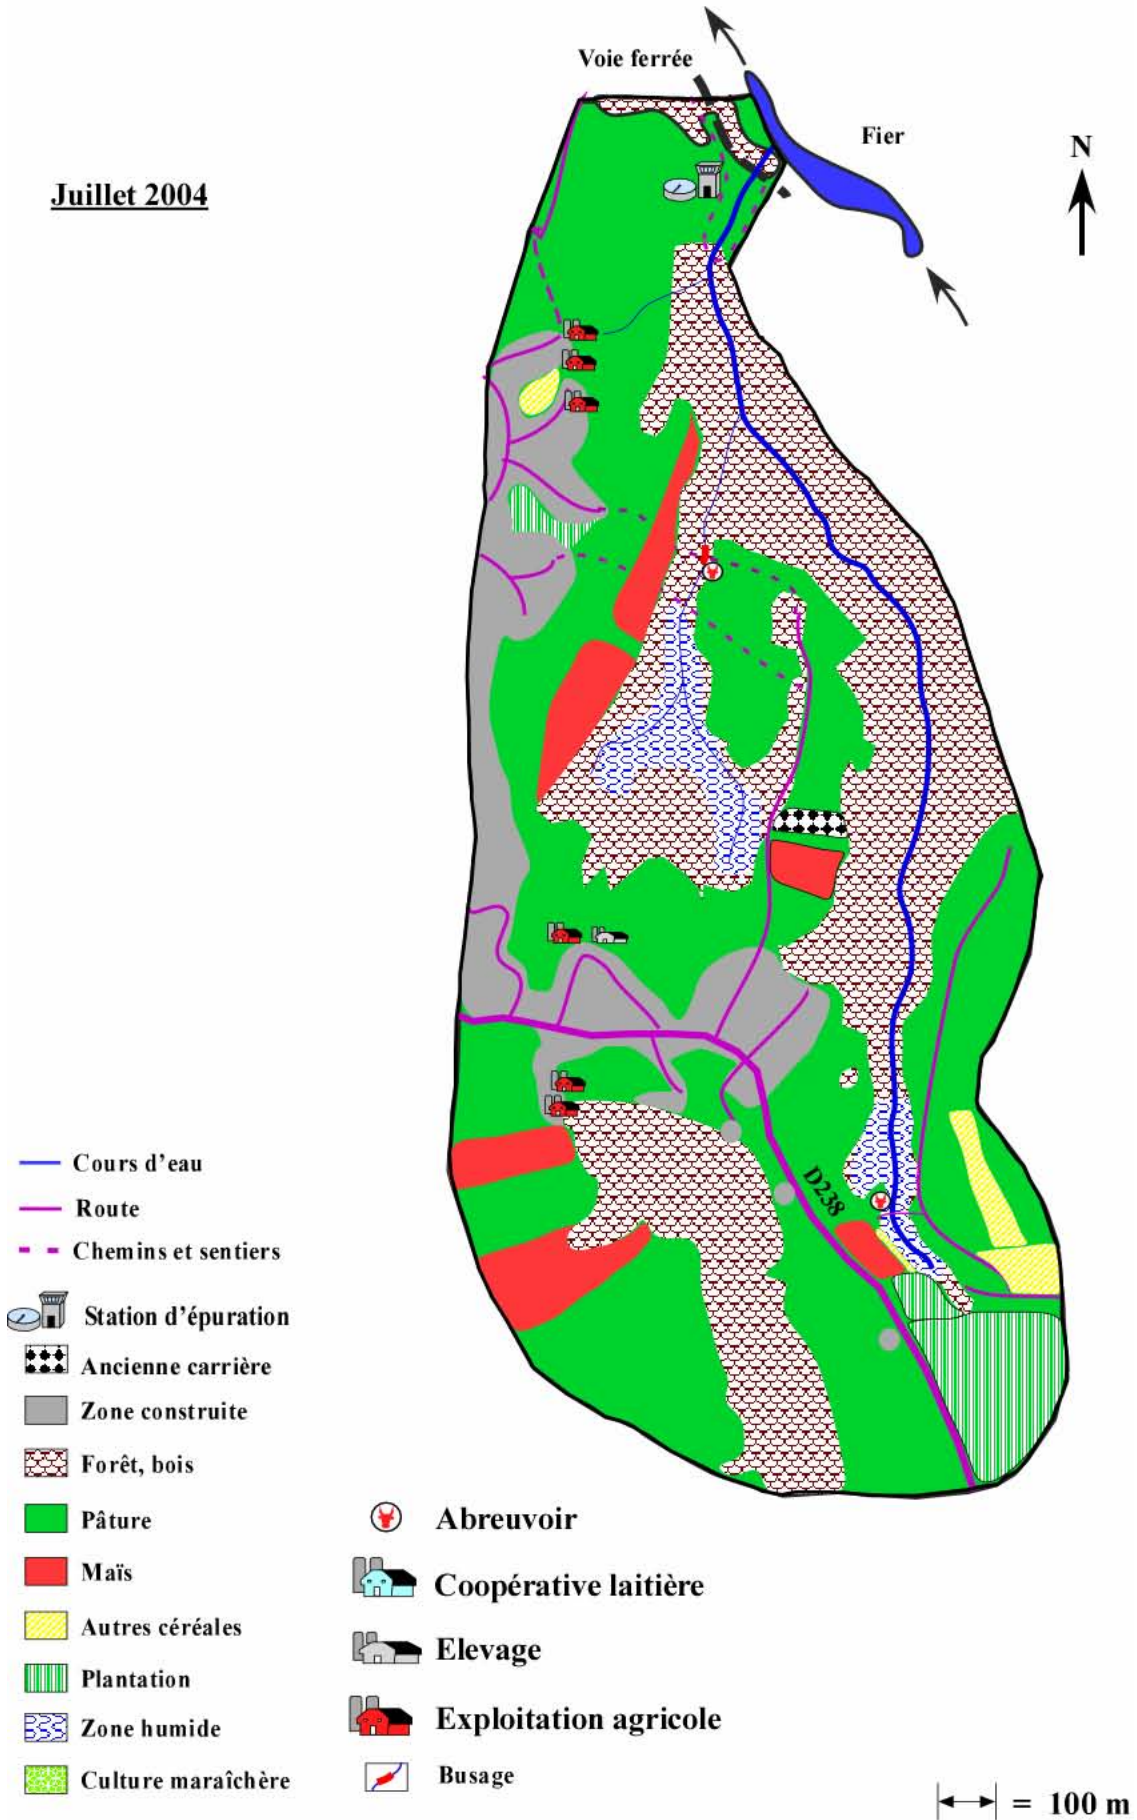 Voie ferrée
Fier
N
Juillet 2004
D238
Cours d'eau
Route
Chemins et sentiers
Station d'épuration
Ancienne carrière
Zone construite
Forêt, bois
Pâture
Maïs
Autres céréales
Plantation
Zone humide
Culture maraîchère
Abreuvoir
Coopérative laitière
Elevage
Exploitation agricole
Busage
= 100 m